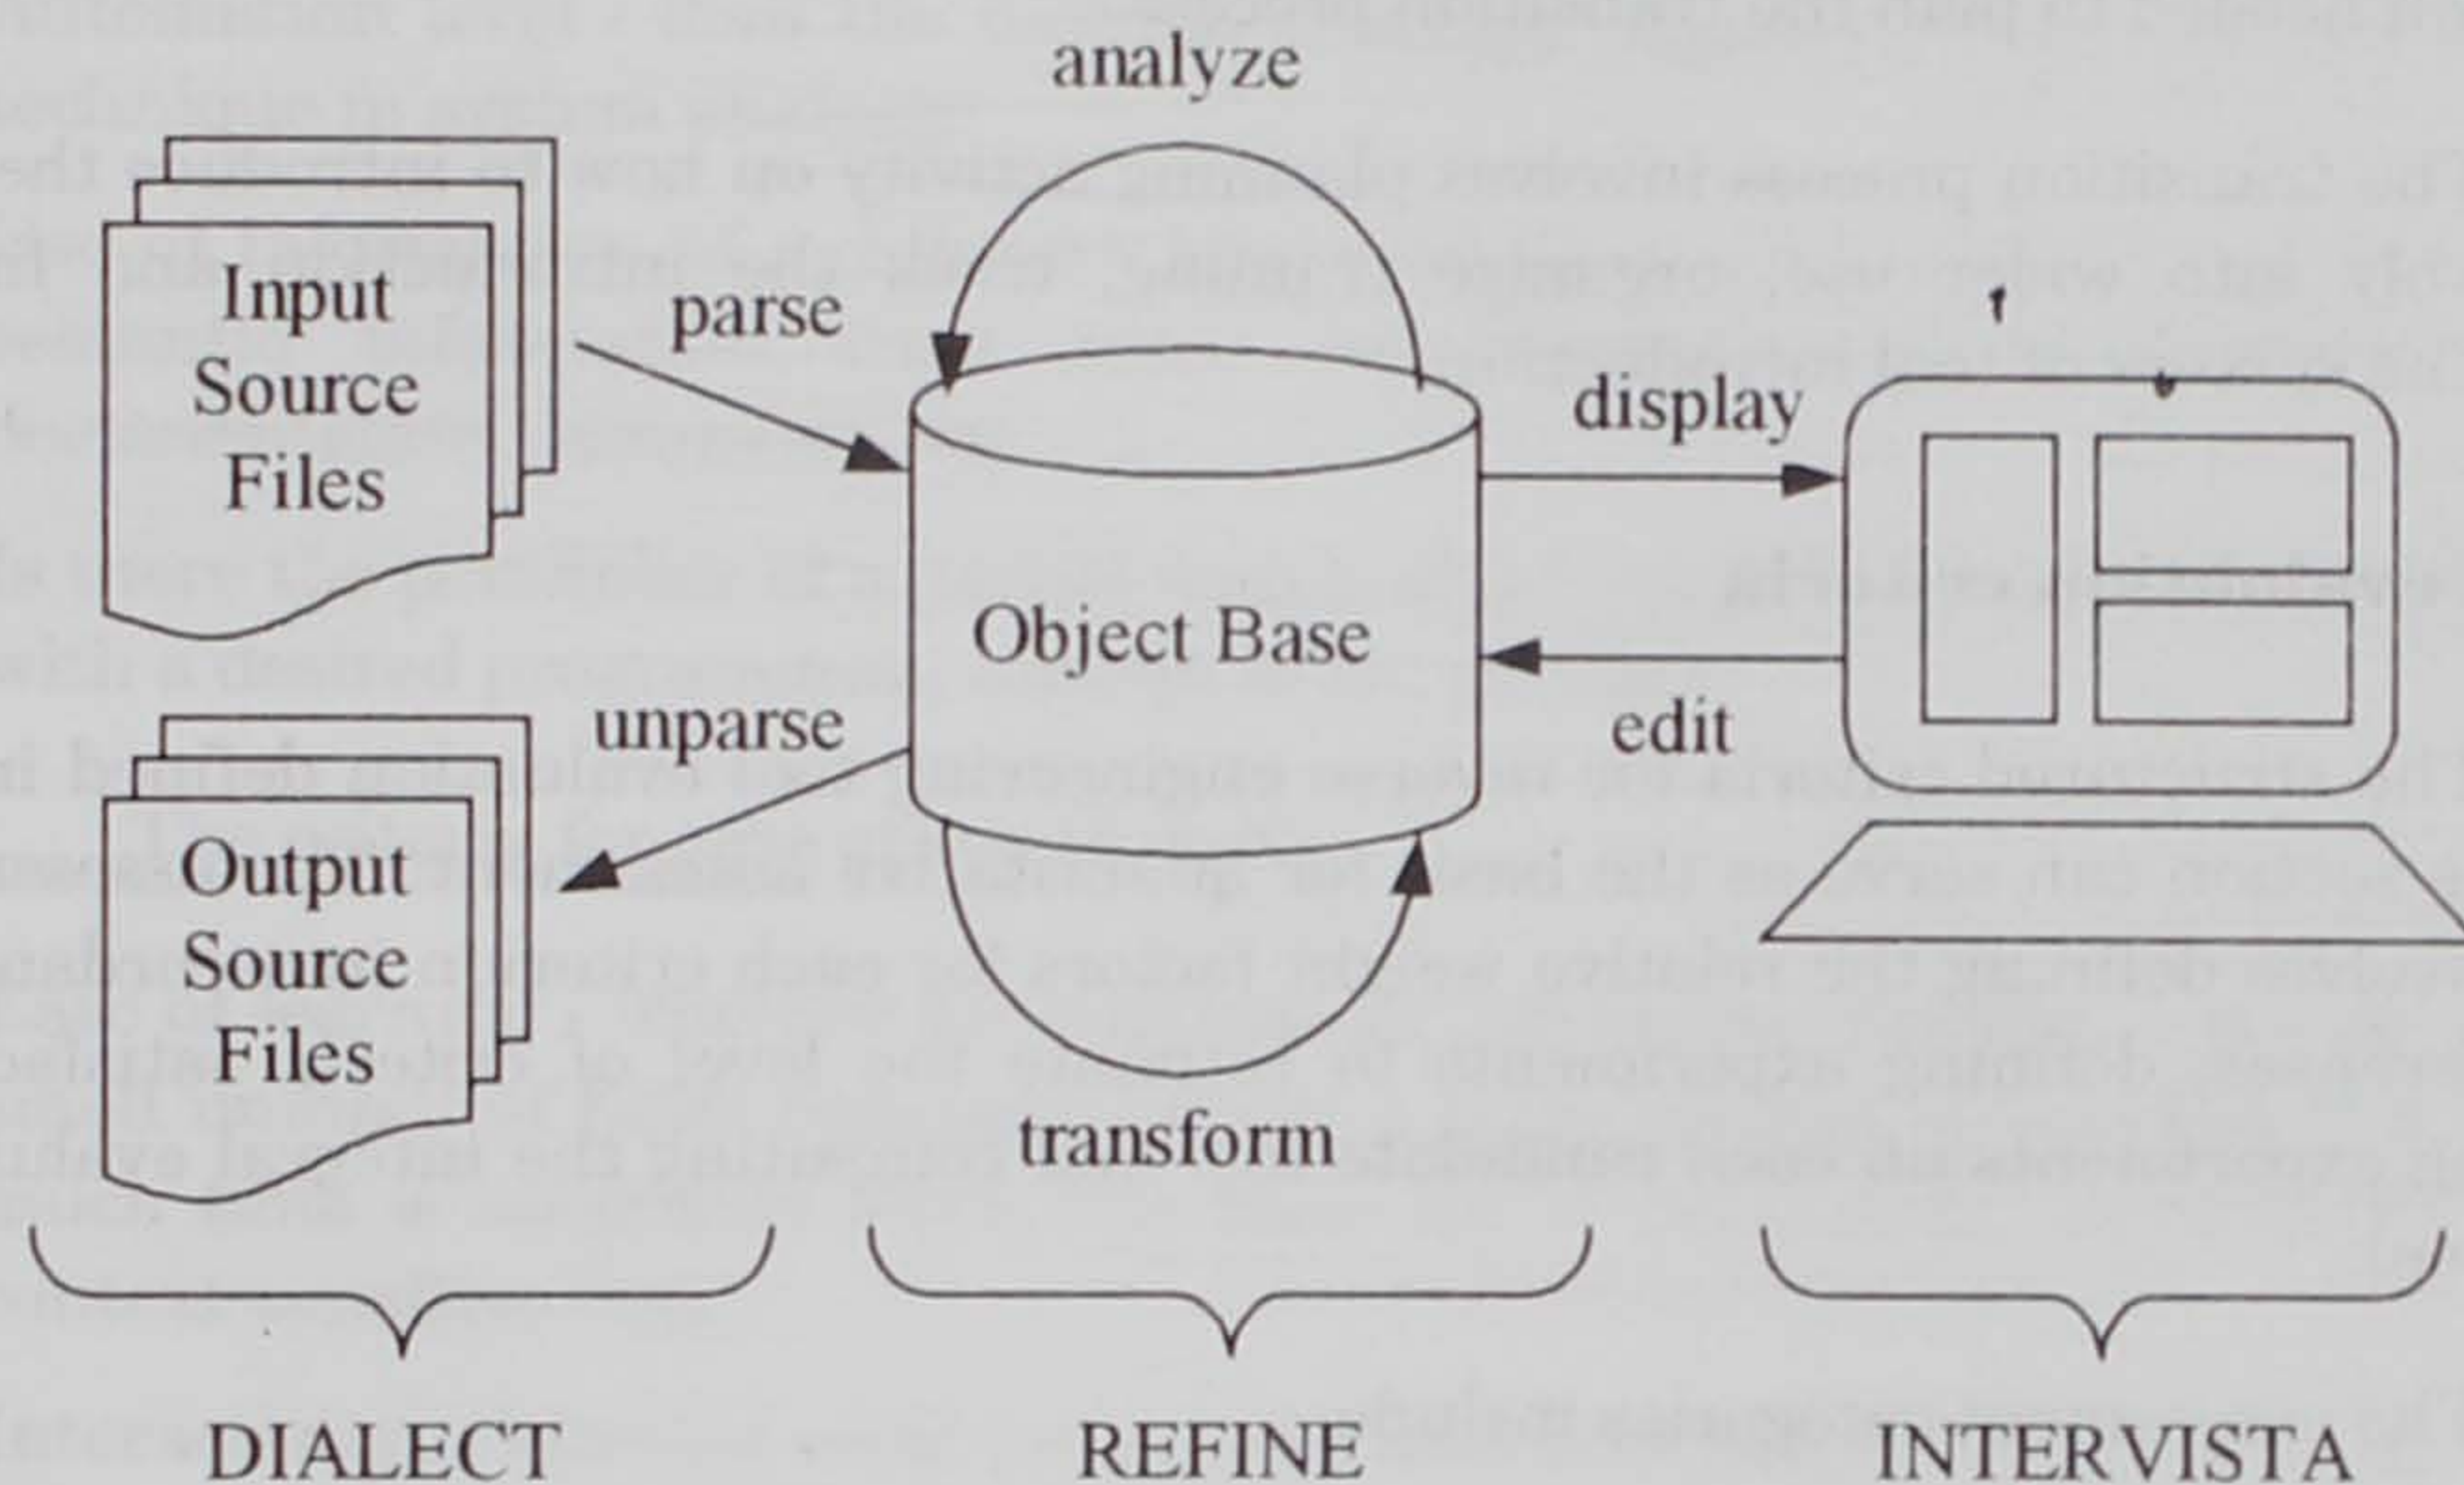 analyze
Input
Source
Files
parse
display
Object Base
unparse
edit
Output
Source
Files
transform
DIALECT
REFINE
INTERVISTA